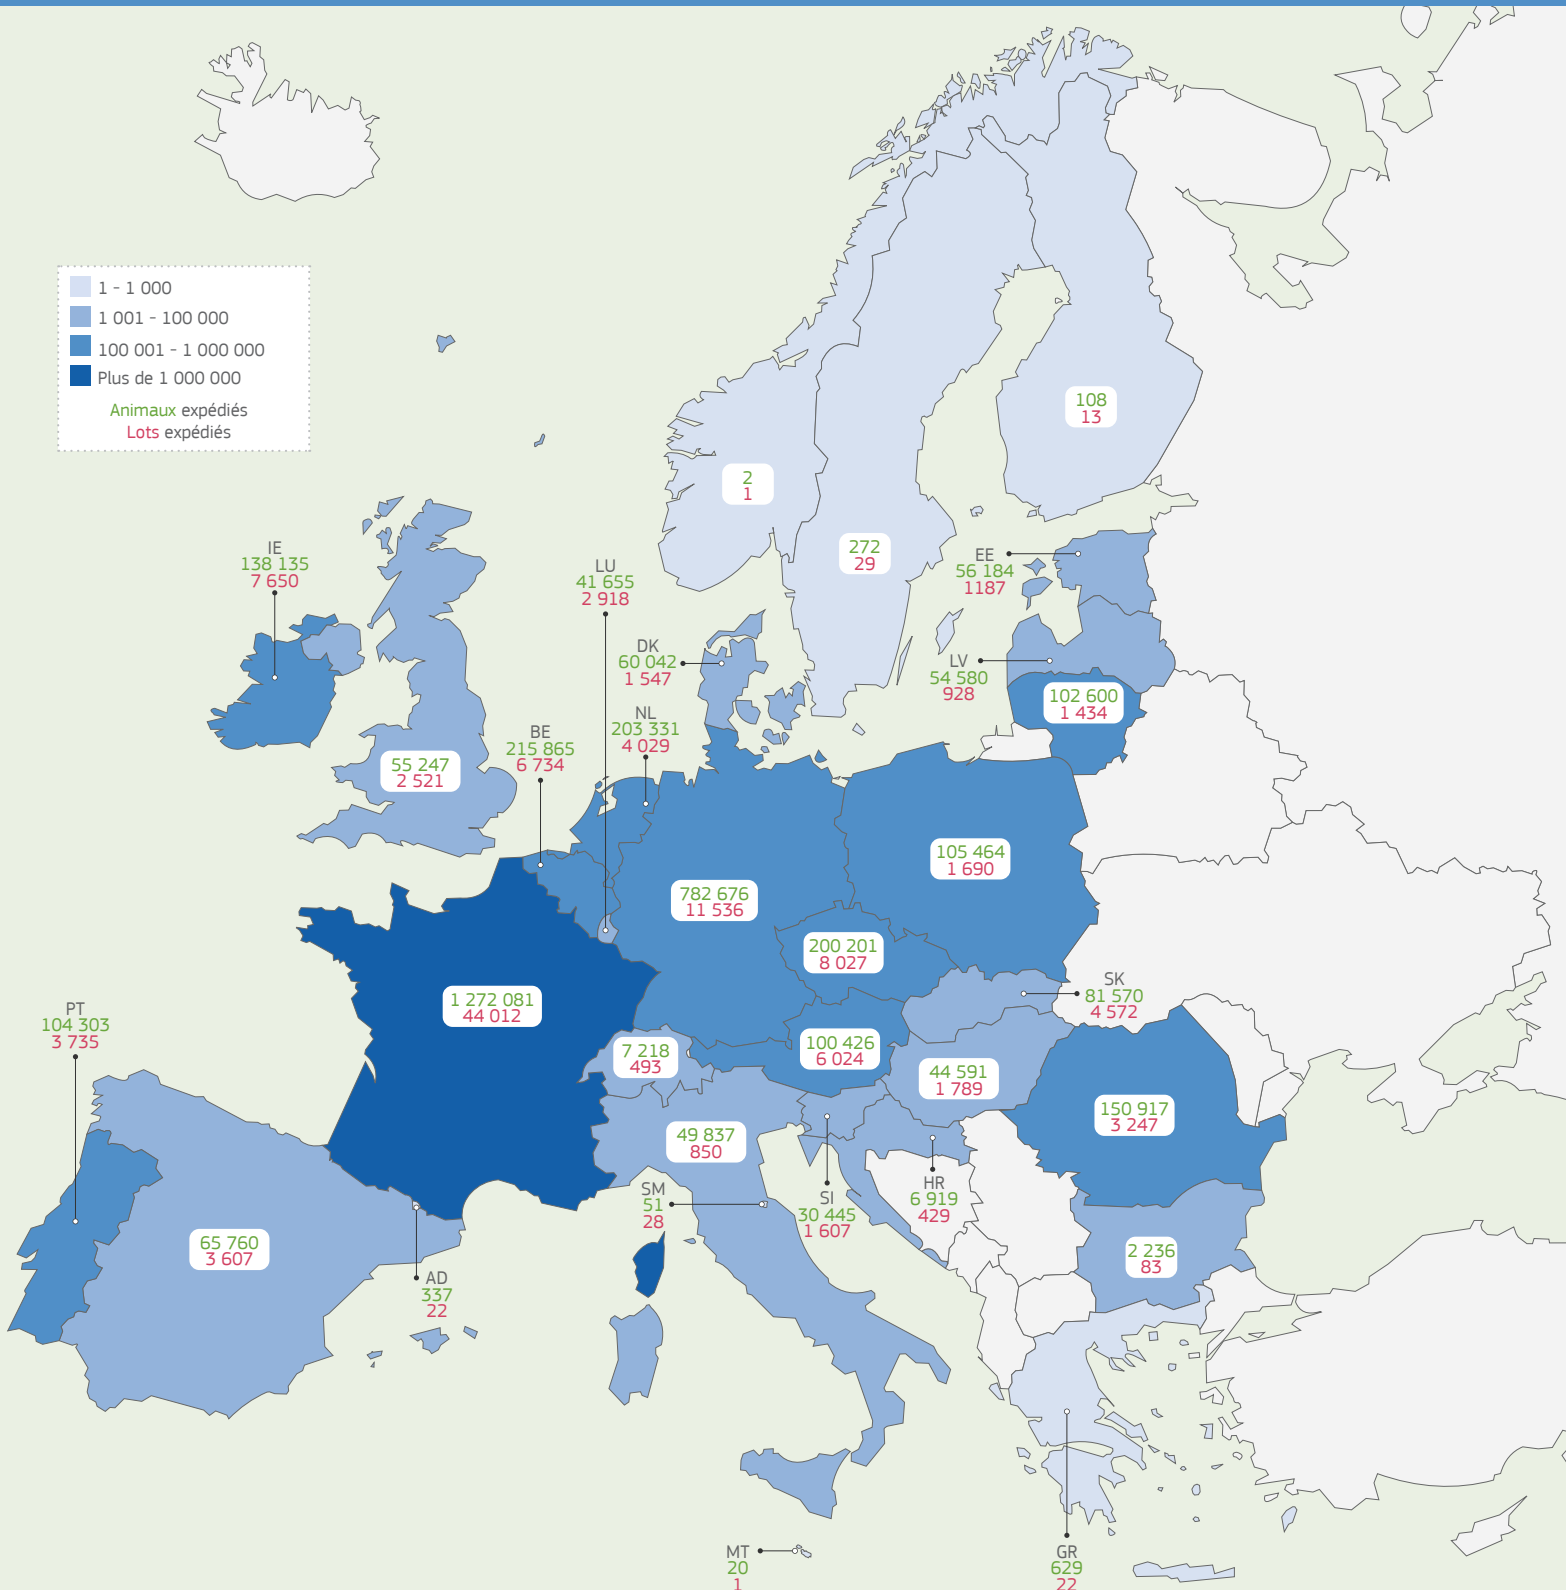 1 - 1 000
1 001 - 100 000
100 001 - 1 000 000
Plus de 1 000 000
Animaux expédiés
Lots expédiés
108
13
2
1
272
29
IE
138 135
7 650
LU
41 655
2 918
EE
56 184
1187
DK
60 042
1 547
LV
54 580
928
102 600
1 434
NL
203 331
4 029
BE
215 865
6 734
55 247
2 521
105 464
1 690
782 676
11 536
200 201
8 027
SK
81 570
4 572
1 272 081
44 012
PT
104 303
3 735
7 218
493
100 426
6 024
44 591
1 789
150 917
3 247
49 837
850
SM
51
28
SI
30 445
1 607
HR
6 919
429
65 760
3 607
2 236
83
AD
337
22
MT
20
1
GR
629
22